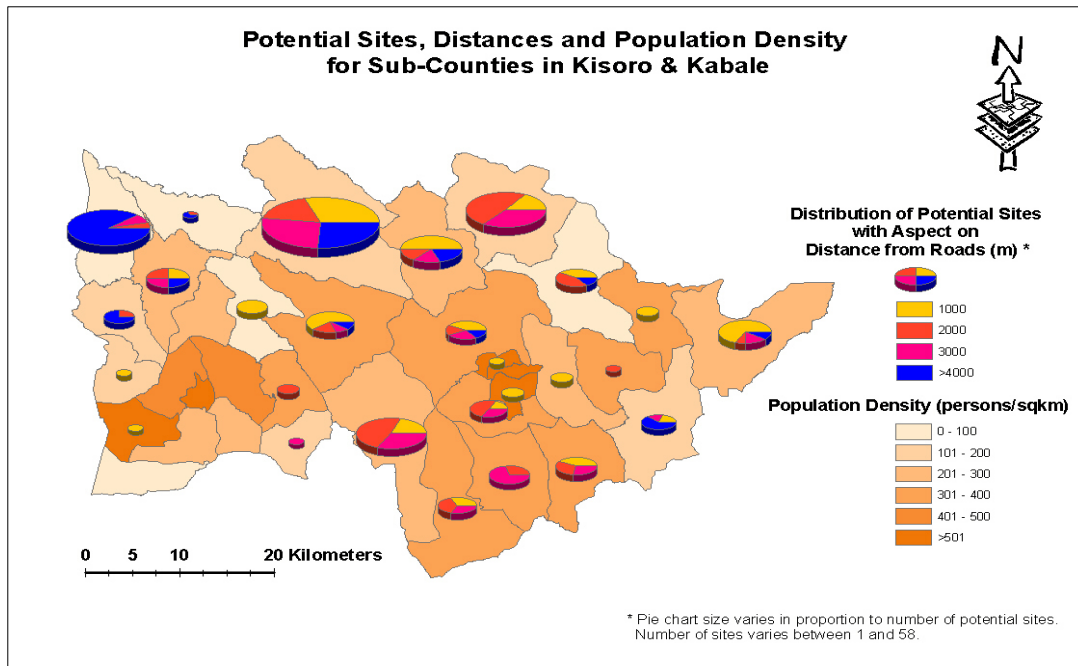 Potential Sites, Distances and Population Density
for Sub-Counties in Kisoro & Kabale
N
Distribution of Potential Sites
with Aspect on
Distance from Roads (m) *
1000
2000
3000
>4000
Population Density (persons/sqkm)
0 - 100
101 - 200
201 - 300
301 - 400
401 - 500
>501
0 5 10 20 Kilometers
* Pie chart size varies in proportion to number of potential sites.
Number of sites varies between 1 and 58.